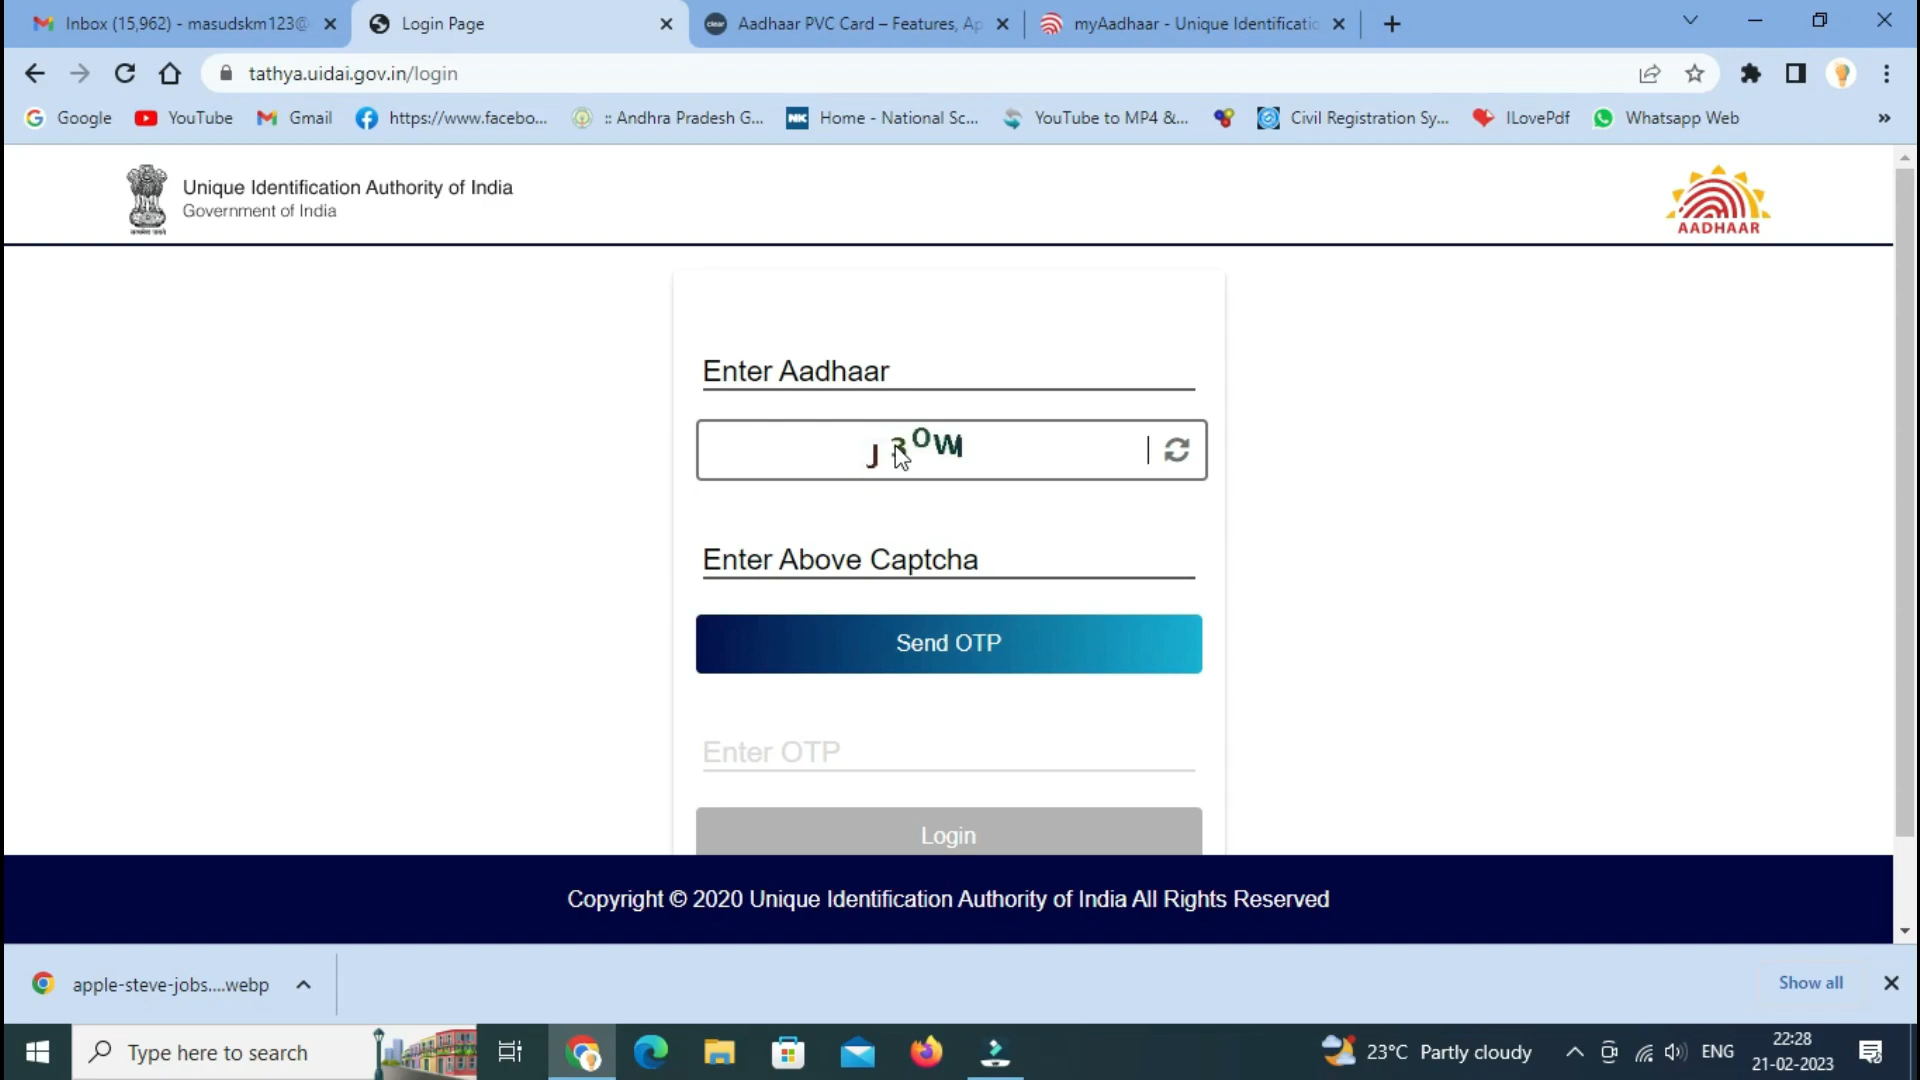 Inbox (15,962) - masudskm123@
Login Page
Aadhaar PVC Card – Features, Ap
myAadhaar - Unique Identificatio
tathya.uidai.gov.in/login
Google
YouTube
Gmail
https://www.facebo...
:: Andhra Pradesh G...
Home - National Sc...
YouTube to MP4 &...
Civil Registration Sy...
ILovePdf
Whatsapp Web
»
Unique Identification Authority of India
Government of India
AADHAAR
Enter Aadhaar
J 3 O W
Enter Above Captcha
Send OTP
Enter OTP
Login
Copyright © 2020 Unique Identification Authority of India All Rights Reserved
apple-steve-jobs....webp
Show all
Type here to search
23°C Partly cloudy
ENG
22:28
21-02-2023